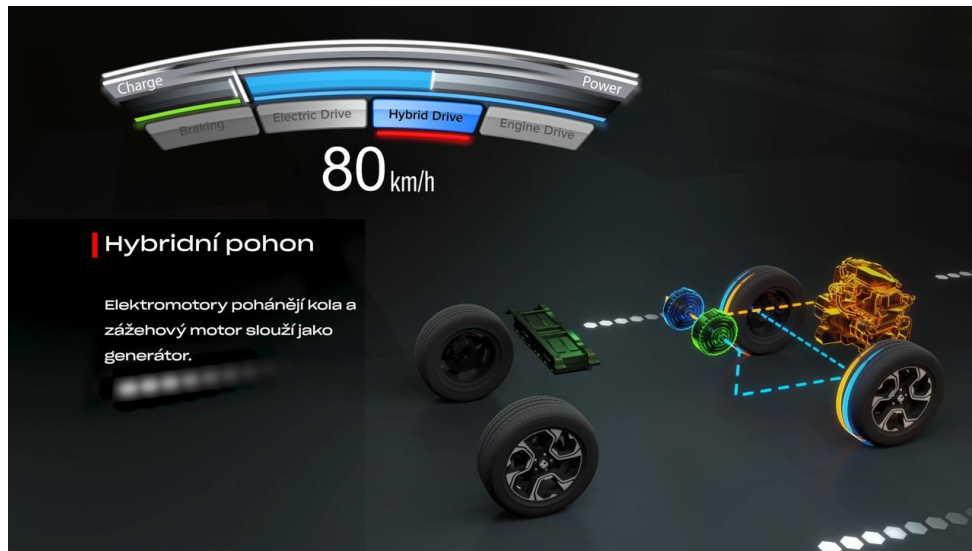 Charge
Power
Braking
Electric Drive
Hybrid Drive
Engine Drive
80 km/h
Hybridní pohon
Elektromotory pohánějí kola a
zážehový motor slouží jako
generátor.